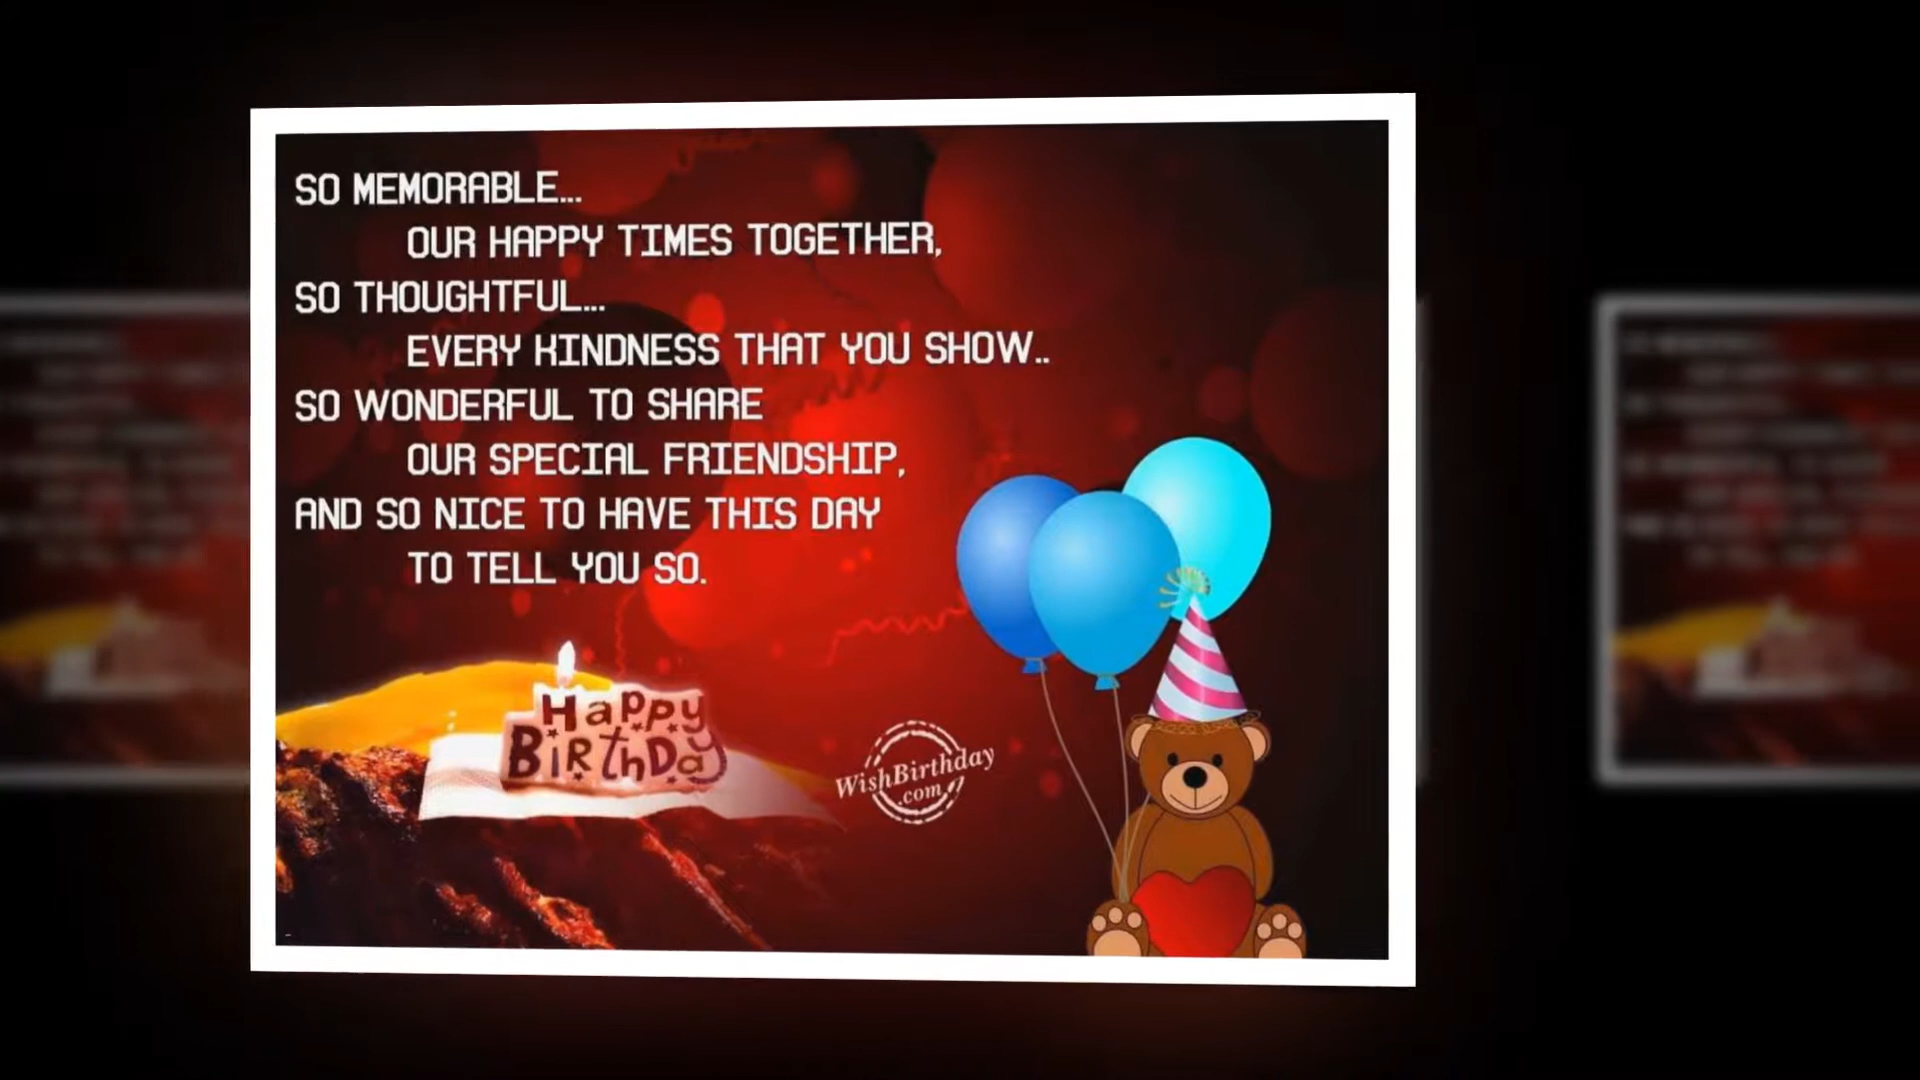 SO MEMORABLE...
OUR HAPPY TIMES TOGETHER,
SO THOUGHTFUL...
EVERY KINDNESS THAT YOU SHOW..
SO WONDERFUL TO SHARE
OUR SPECIAL FRIENDSHIP,
AND SO NICE TO HAVE THIS DAY
TO TELL YOU SO.
Happy
BirthDay
WishBirthday
.com